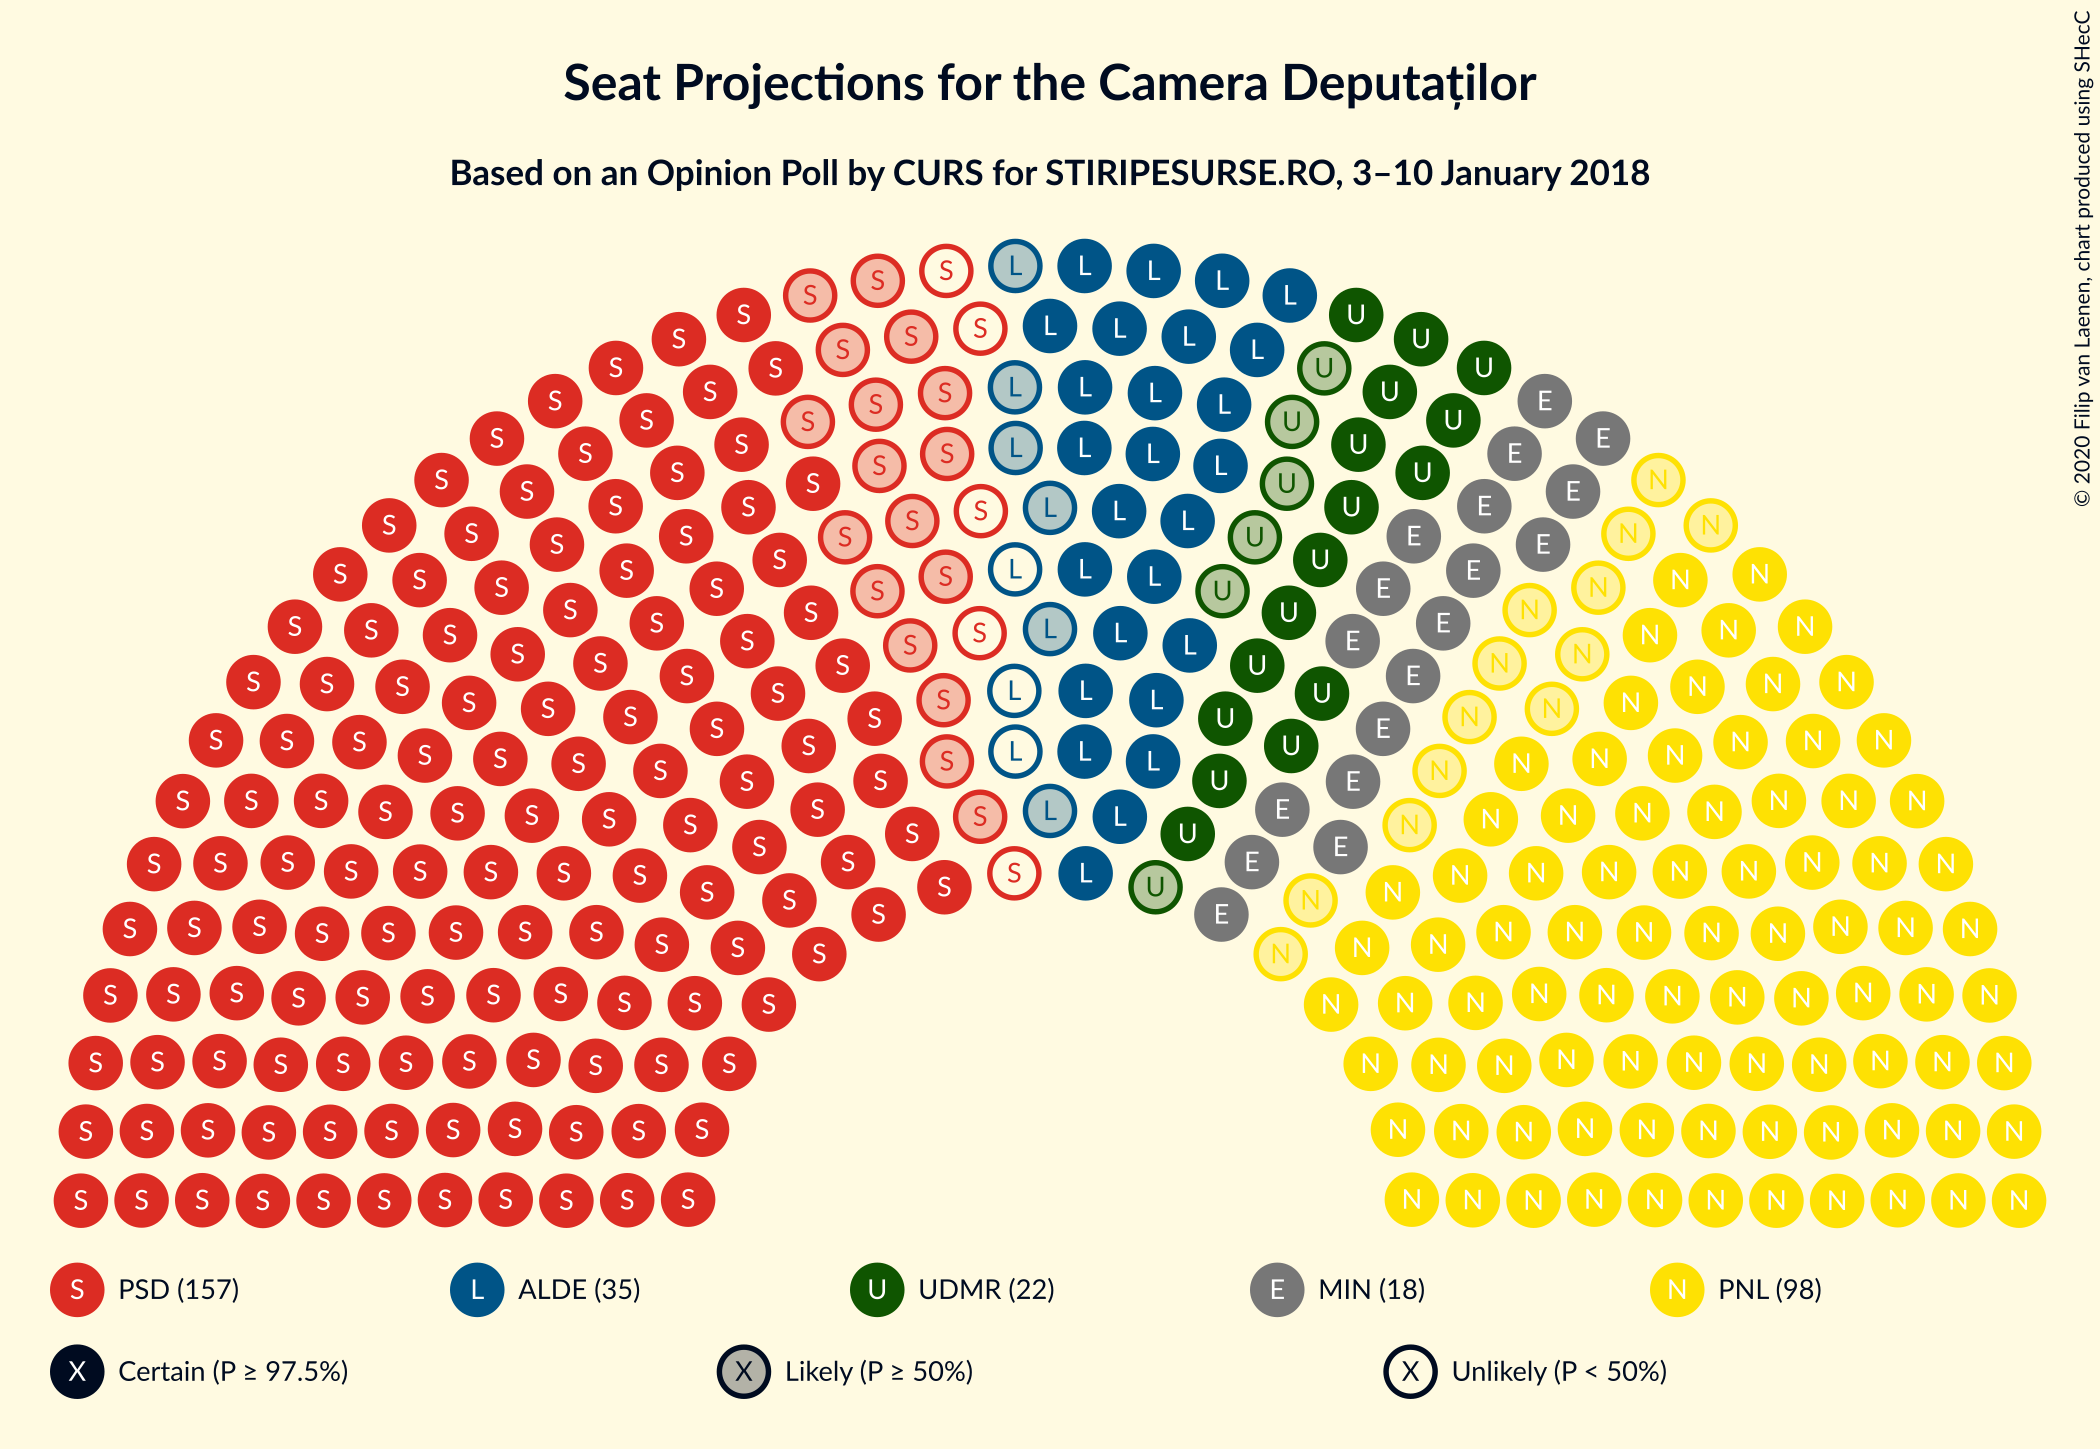 Seat Projections for the Camera Deputaților
Based on an Opinion Poll by CURS for STIRIPESURSE.RO, 3–10 January 2018
© 2020 Filip van Laenen, chart produced using SHecC
S PSD (157) L ALDE (35) U UDMR (22) E MIN (18) N PNL (98)
X Certain (P ≥ 97.5%) X Likely (P ≥ 50%) X Unlikely (P < 50%)